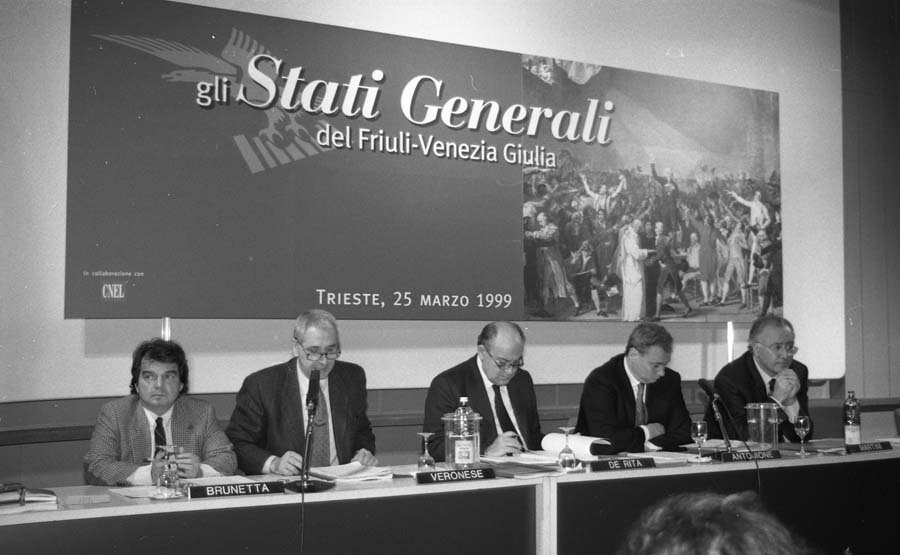 gli Stati Generali
del Friuli-Venezia Giulia
in collaborazione con
CNEL
TRIESTE, 25 MARZO 1999
BRUNETTA
VERONESE
DE RITA
ANTONIONE